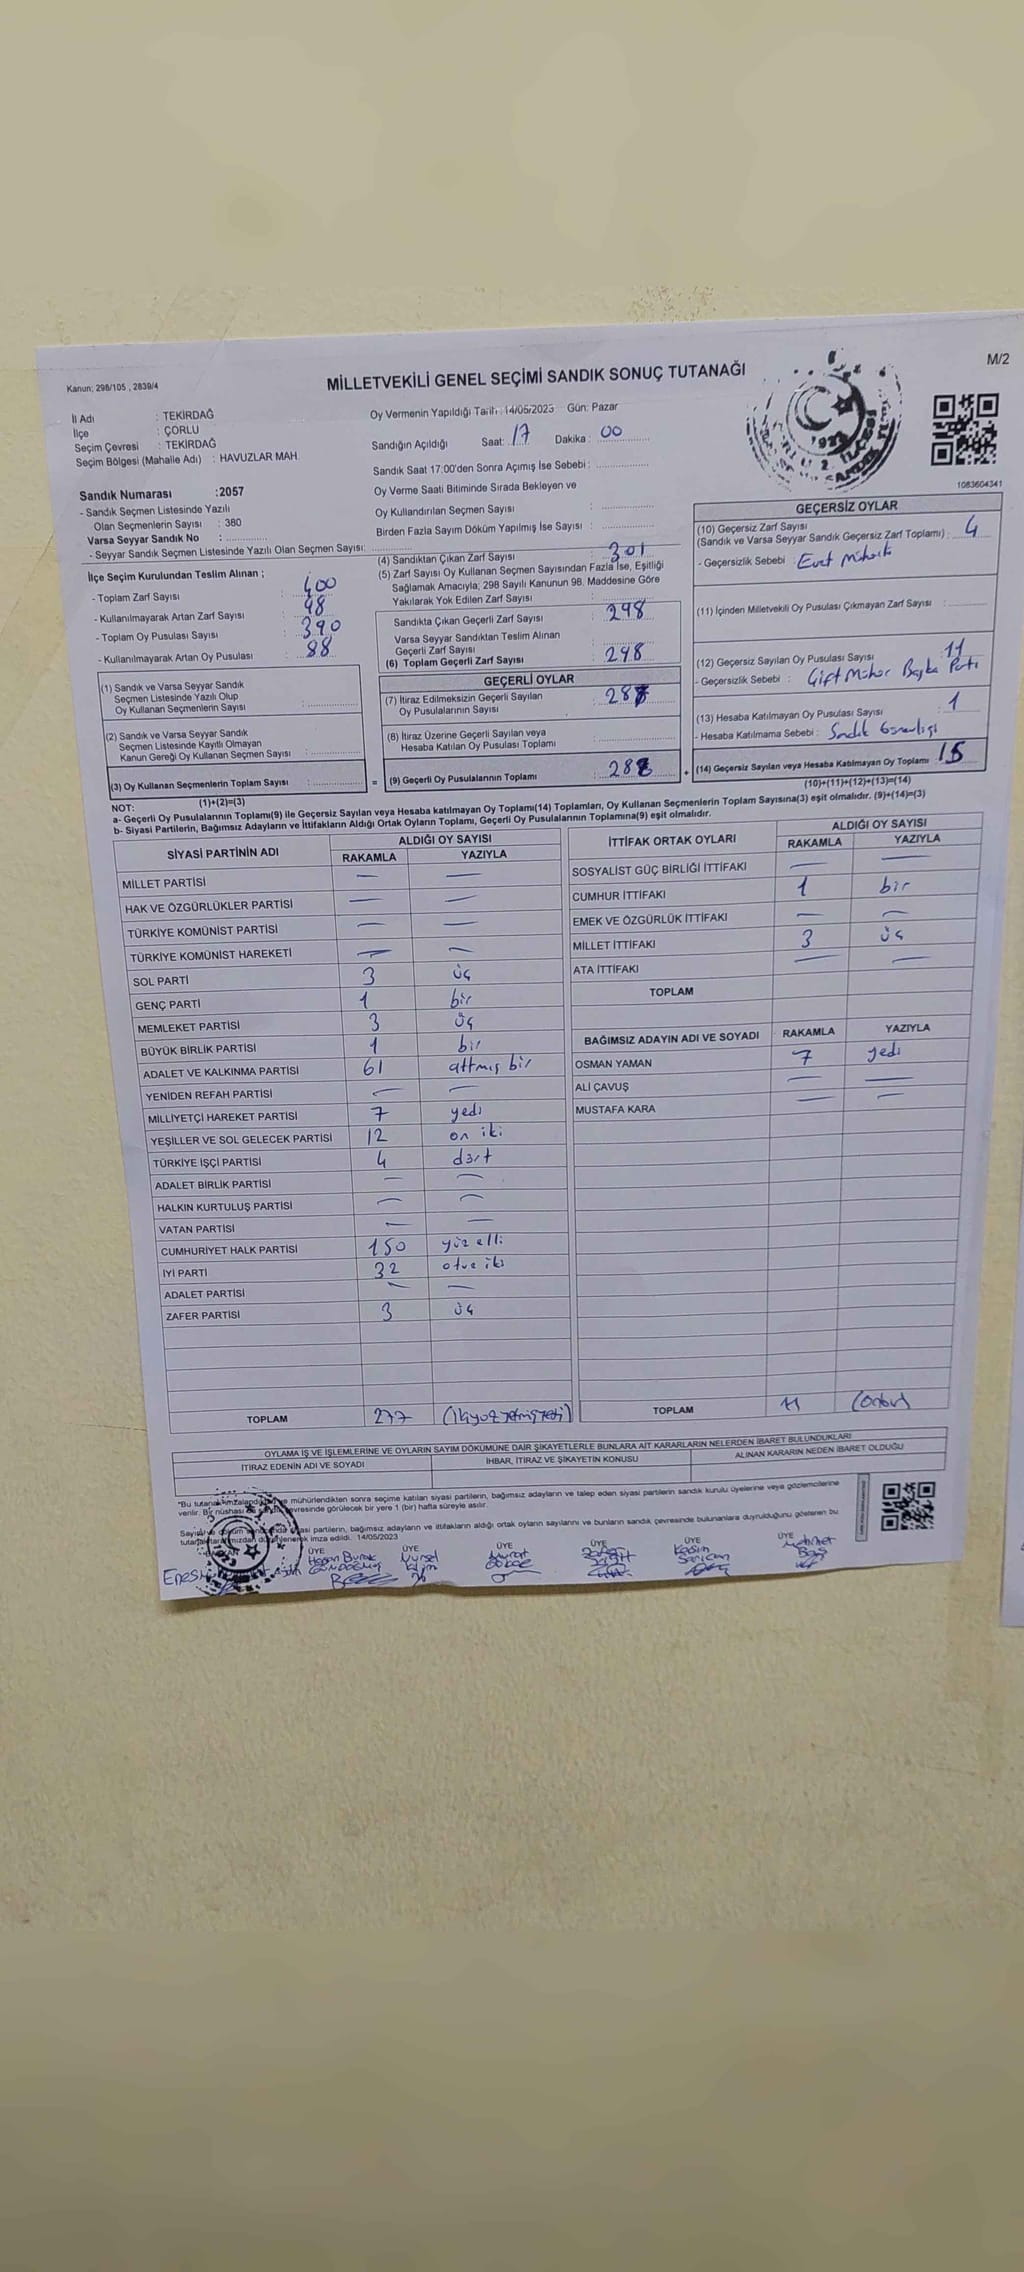 Kanun; 298/105 , 2839/4
MİLLETVEKİLİ GENEL SEÇİMİ SANDIK SONUÇ TUTANAĞI
M/2
İl Adı : TEKİRDAĞ
İlçe : ÇORLU
Seçim Çevresi : TEKİRDAĞ
Seçim Bölgesi (Mahalle Adı) : HAVUZLAR MAH.
Oy Vermenin Yapıldığı Tarih : 14/05/2023 Gün: Pazar
Sandığın Açıldığı Saat: 17 Dakika : 00
Sandık Saat 17:00'den Sonra Açımış İse Sebebi :
Oy Verme Saati Bitiminde Sırada Bekleyen ve
Oy Kullandırılan Seçmen Sayısı :
Birden Fazla Sayım Döküm Yapılmış İse Sayısı :
1083604341
Sandık Numarası :2057
- Sandık Seçmen Listesinde Yazılı
Olan Seçmenlerin Sayısı : 380
Varsa Seyyar Sandık No :
- Seyyar Sandık Seçmen Listesinde Yazılı Olan Seçmen Sayısı:
İlçe Seçim Kurulundan Teslim Alınan ;
- Toplam Zarf Sayısı : 400
- Kullanılmayarak Artan Zarf Sayısı : 98
- Toplam Oy Pusulası Sayısı : 390
- Kullanılmayarak Artan Oy Pusulası : 88
(1) Sandık ve Varsa Seyyar Sandık
Seçmen Listesinde Yazılı Olup
Oy Kullanan Seçmenlerin Sayısı :
(2) Sandık ve Varsa Seyyar Sandık
Seçmen Listesinde Kayıtlı Olmayan
Kanun Gereği Oy Kullanan Seçmen Sayısı :
(3) Oy Kullanan Seçmenlerin Toplam Sayısı :
(1)+(2)=(3)
(4) Sandıktan Çıkan Zarf Sayısı : 301
(5) Zarf Sayısı Oy Kullanan Seçmen Sayısından Fazla İse, Eşitliği
Sağlamak Amacıyla; 298 Sayılı Kanunun 98. Maddesine Göre
Yakılarak Yok Edilen Zarf Sayısı :
Sandıkta Çıkan Geçerli Zarf Sayısı : 298
Varsa Seyyar Sandıktan Teslim Alınan
Geçerli Zarf Sayısı :
(6) Toplam Geçerli Zarf Sayısı : 298
GEÇERLİ OYLAR
(7) İtiraz Edilmeksizin Geçerli Sayılan
Oy Pusulalarının Sayısı : 288
(8) İtiraz Üzerine Geçerli Sayılan veya
Hesaba Katılan Oy Pusulası Toplamı :
= (9) Geçerli Oy Pusulalarının Toplamı : 288 +
GEÇERSİZ OYLAR
(10) Geçersiz Zarf Sayısı
(Sandık ve Varsa Seyyar Sandık Geçersiz Zarf Toplamı) : 4
- Geçersizlik Sebebi : Evet Mühürlü
(11) İçinden Milletvekili Oy Pusulası Çıkmayan Zarf Sayısı :
(12) Geçersiz Sayılan Oy Pusulası Sayısı : 11
- Geçersizlik Sebebi : Çift Mühür Başka Parti
(13) Hesaba Katılmayan Oy Pusulası Sayısı : 1
- Hesaba Katılmama Sebebi : Sandık
(14) Geçersiz Sayılan veya Hesaba Katılmayan Oy Toplamı : 15
(10)+(11)+(12)+(13)=(14)
NOT:
a- Geçerli Oy Pusulalarının Toplamı(9) ile Geçersiz Sayılan veya Hesaba katılmayan Oy Toplamı(14) Toplamları, Oy Kullanan Seçmenlerin Toplam Sayısına(3) eşit olmalıdır. (9)+(14)=(3)
b- Siyasi Partilerin, Bağımsız Adayların ve İttifakların Aldığı Ortak Oyların Toplamı, Geçerli Oy Pusulalarının Toplamına(9) eşit olmalıdır.
SİYASİ PARTİNİN ADI ALDIĞI OY SAYISI
RAKAMLA YAZIYLA
MİLLET PARTİSİ — —
HAK VE ÖZGÜRLÜKLER PARTİSİ — —
TÜRKİYE KOMÜNİST PARTİSİ — —
TÜRKİYE KOMÜNİST HAREKETİ — —
SOL PARTİ 3 üç
GENÇ PARTİ 1 bir
MEMLEKET PARTİSİ 3 üç
BÜYÜK BİRLİK PARTİSİ 1 bir
ADALET VE KALKINMA PARTİSİ 61 altmış bir
YENİDEN REFAH PARTİSİ — —
MİLLİYETÇİ HAREKET PARTİSİ 7 yedi
YEŞİLLER VE SOL GELECEK PARTİSİ 12 on iki
TÜRKİYE İŞÇİ PARTİSİ 4 dört
ADALET BİRLİK PARTİSİ — —
HALKIN KURTULUŞ PARTİSİ — —
VATAN PARTİSİ — —
CUMHURİYET HALK PARTİSİ 150 yüz elli
İYİ PARTİ 32 otuz iki
ADALET PARTİSİ — —
ZAFER PARTİSİ 3 üç
TOPLAM 277 (İkiyüz yetmiş yedi)
İTTİFAK ORTAK OYLARI ALDIĞI OY SAYISI
RAKAMLA YAZIYLA
SOSYALİST GÜÇ BİRLİĞİ İTTİFAKI — —
CUMHUR İTTİFAKI 1 bir
EMEK VE ÖZGÜRLÜK İTTİFAKI — —
MİLLET İTTİFAKI 3 üç
ATA İTTİFAKI — —
TOPLAM
BAĞIMSIZ ADAYIN ADI VE SOYADI RAKAMLA YAZIYLA
OSMAN YAMAN 7 yedi
ALİ ÇAVUŞ — —
MUSTAFA KARA — —
TOPLAM 11 (Onbir)
OYLAMA İŞ VE İŞLEMLERİNE VE OYLARIN SAYIM DÖKÜMÜNE DAİR ŞİKAYETLERLE BUNLARA AİT KARARLARIN NELERDEN İBARET BULUNDUKLARI
İTİRAZ EDENİN ADI VE SOYADI İHBAR, İTİRAZ VE ŞİKAYETİN KONUSU ALINAN KARARIN NEDEN İBARET OLDUĞU
"Bu tutanak imzalandıktan ve mühürlendikten sonra seçime katılan siyasi partilerin, bağımsız adayların ve talep eden siyasi partilerin sandık kurulu üyelerine veya gözlemcilerine
verilir. Bir nüshası da çevresinde görülecek bir yere 1 (bir) hafta süreyle asılır.
siyasi partilerin, bağımsız adayların ve ittifakların aldığı ortak oyların sayılarını ve bunların sandık çevresinde bulunanlara duyrulduğunu gösteren bu
tutanak tarafımızdan düzenlenerek imza edildi. 14/05/2023
ÜYE ÜYE ÜYE ÜYE ÜYE ÜYE
Hasan Burak Nursel Murat Kasım Mehmet
Sarıcan Baş